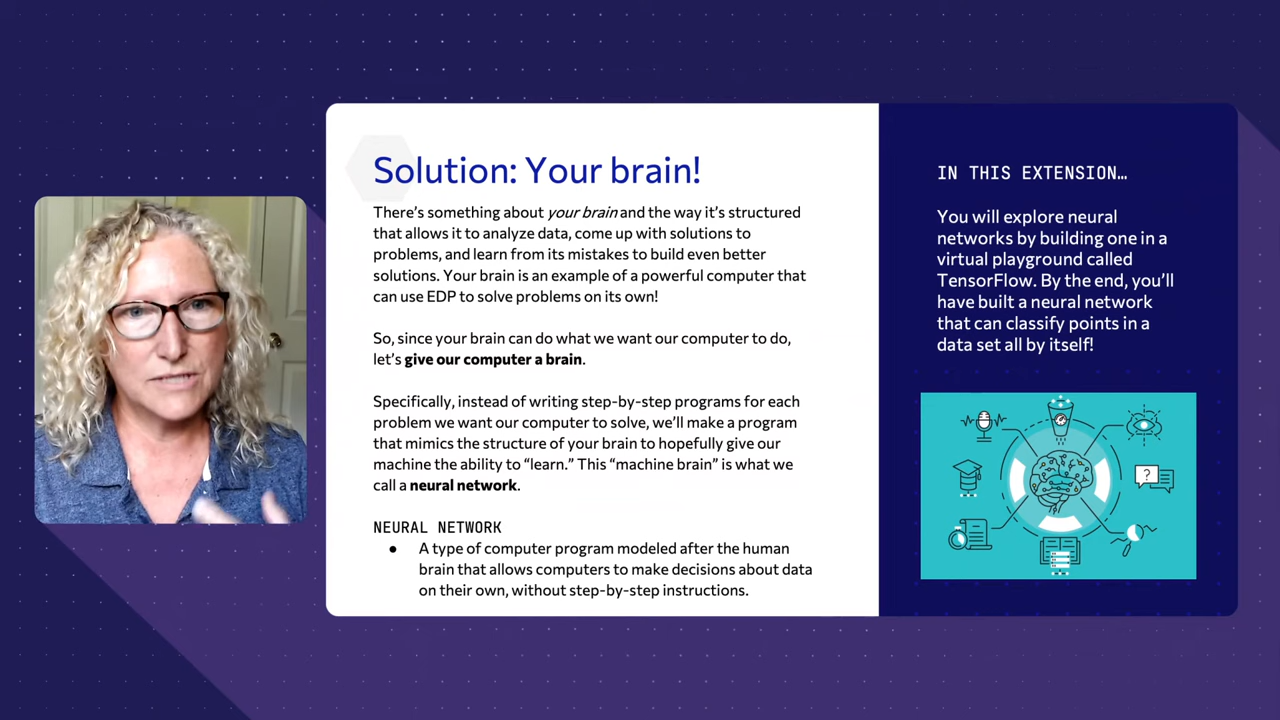 Solution: Your brain!
There's something about your brain and the way it's structured
that allows it to analyze data, come up with solutions to
problems, and learn from its mistakes to build even better
solutions. Your brain is an example of a powerful computer that
can use EDP to solve problems on its own!
So, since your brain can do what we want our computer to do,
let's give our computer a brain.
Specifically, instead of writing step-by-step programs for each
problem we want our computer to solve, we'll make a program
that mimics the structure of your brain to hopefully give our
machine the ability to “learn.” This “machine brain” is what we
call a neural network.
NEURAL NETWORK
● A type of computer program modeled after the human
brain that allows computers to make decisions about data
on their own, without step-by-step instructions.
IN THIS EXTENSION…
You will explore neural
networks by building one in a
virtual playground called
TensorFlow. By the end, you'll
have built a neural network
that can classify points in a
data set all by itself!
?